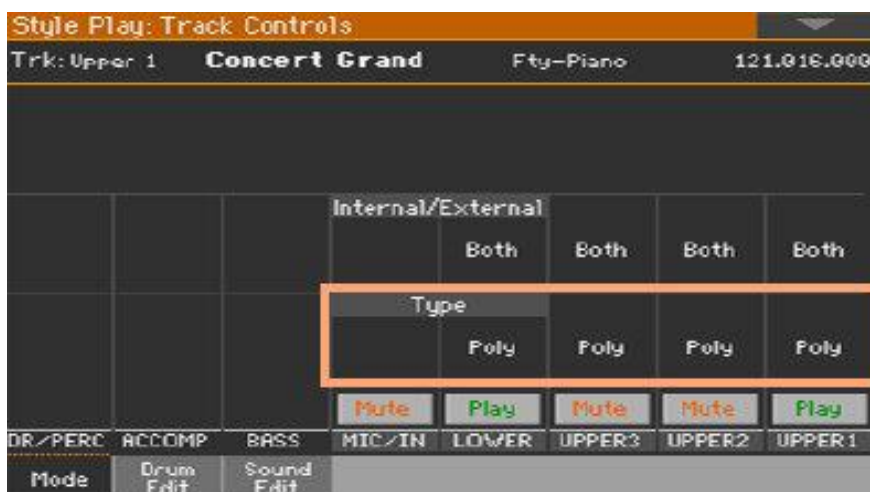 Style Play: Track Controls
Trk: Upper 1 Concert Grand Fty-Piano 121.016.000
Internal/External
Both Both Both Both
Type
Poly Poly Poly Poly
Mute Play Mute Mute Play
DR/PERC ACCOMP BASS MIC/IN LOWER UPPER3 UPPER2 UPPER1
Mode Drum Edit Sound Edit